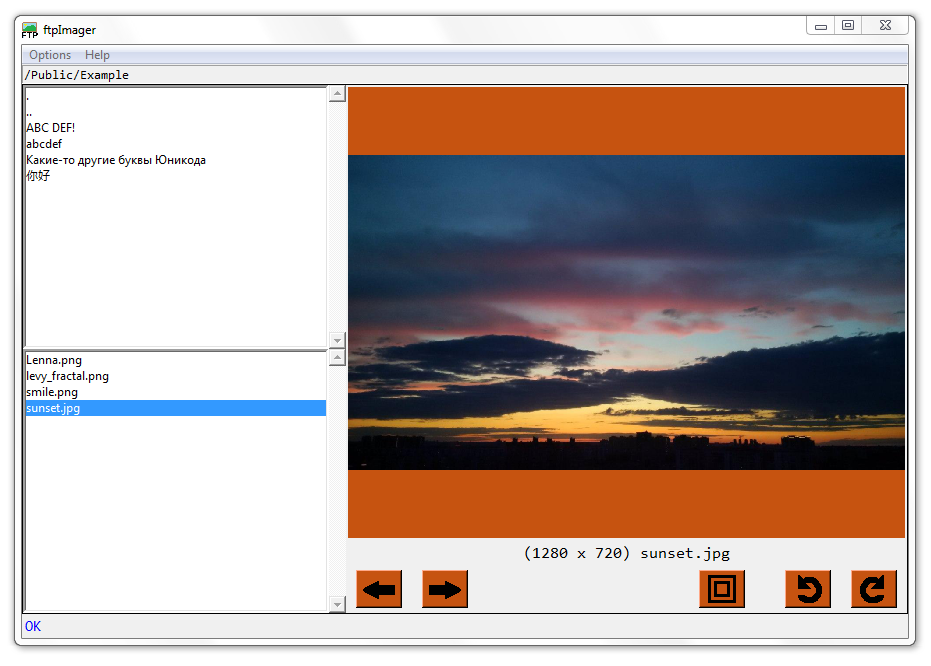 FTP
ftpImager
Options Help
/Public/Example
.
..
ABC DEF!
abcdef
Какие-то другие буквы Юникода
你好
Lenna.png
levy_fractal.png
smile.png
sunset.jpg
(1280 x 720) sunset.jpg
OK